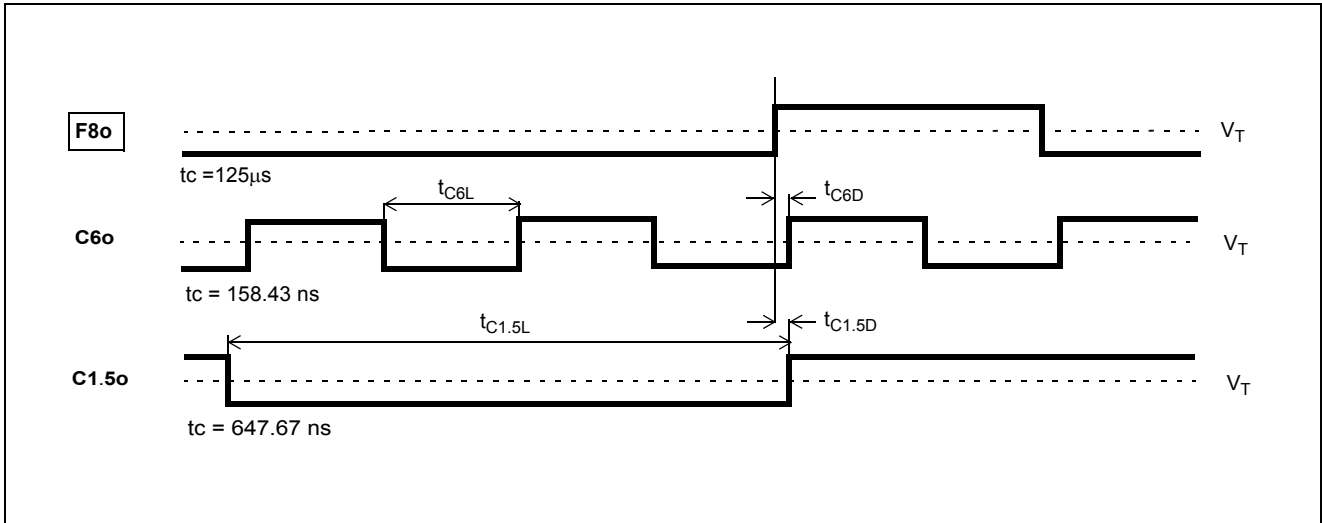 F8o
V_T
tc =125µs
t_C6L
t_C6D
C6o
V_T
tc = 158.43 ns
t_C1.5L
t_C1.5D
C1.5o
V_T
tc = 647.67 ns